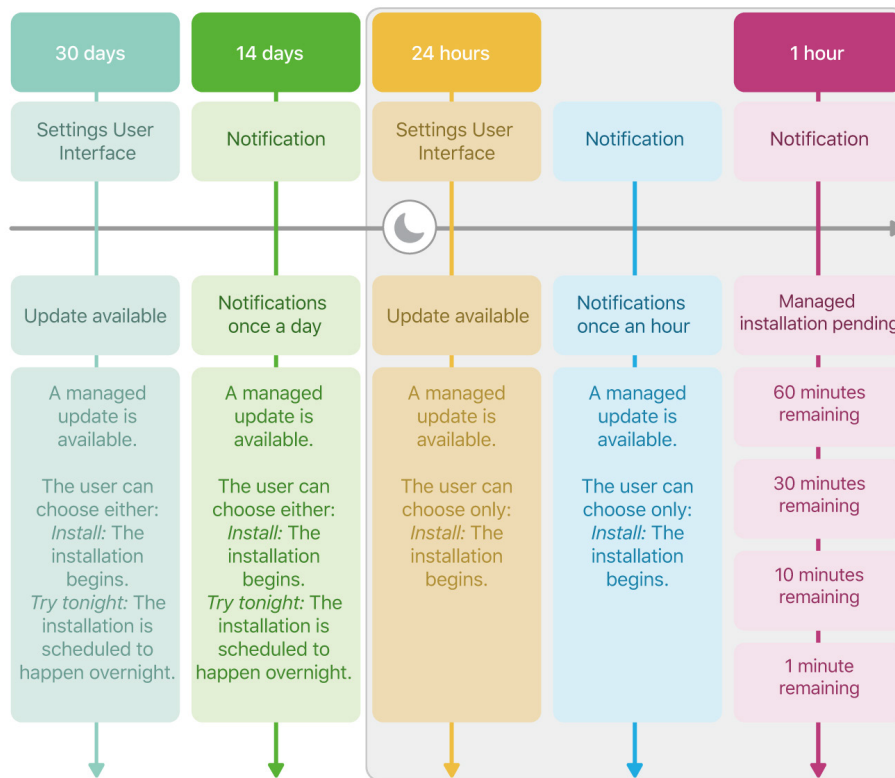 30 days
14 days
24 hours
1 hour
Settings User
Interface
Notification
Settings User
Interface
Notification
Notification
Update available
Notifications
once a day
Update available
Notifications
once an hour
Managed
installation pending
A managed
update is
available.
The user can
choose either:
Install: The
installation
begins.
Try tonight: The
installation is
scheduled to
happen overnight.
A managed
update is
available.
The user can
choose either:
Install: The
installation
begins.
Try tonight: The
installation is
scheduled to
happen overnight.
A managed
update is
available.
The user can
choose only:
Install: The
installation
begins.
A managed
update is
available.
The user can
choose only:
Install: The
installation
begins.
60 minutes
remaining
30 minutes
remaining
10 minutes
remaining
1 minute
remaining